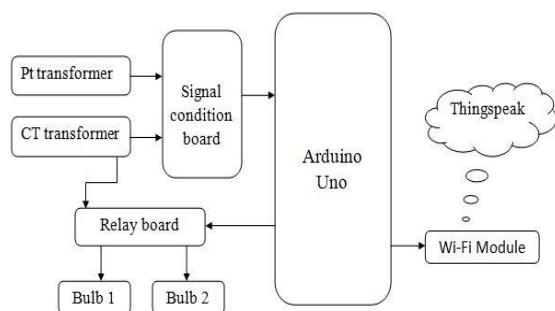 Pt transformer
CT transformer
Signal
condition
board
Arduino
Uno
Thingspeak
Wi-Fi Module
Relay board
Bulb 1
Bulb 2